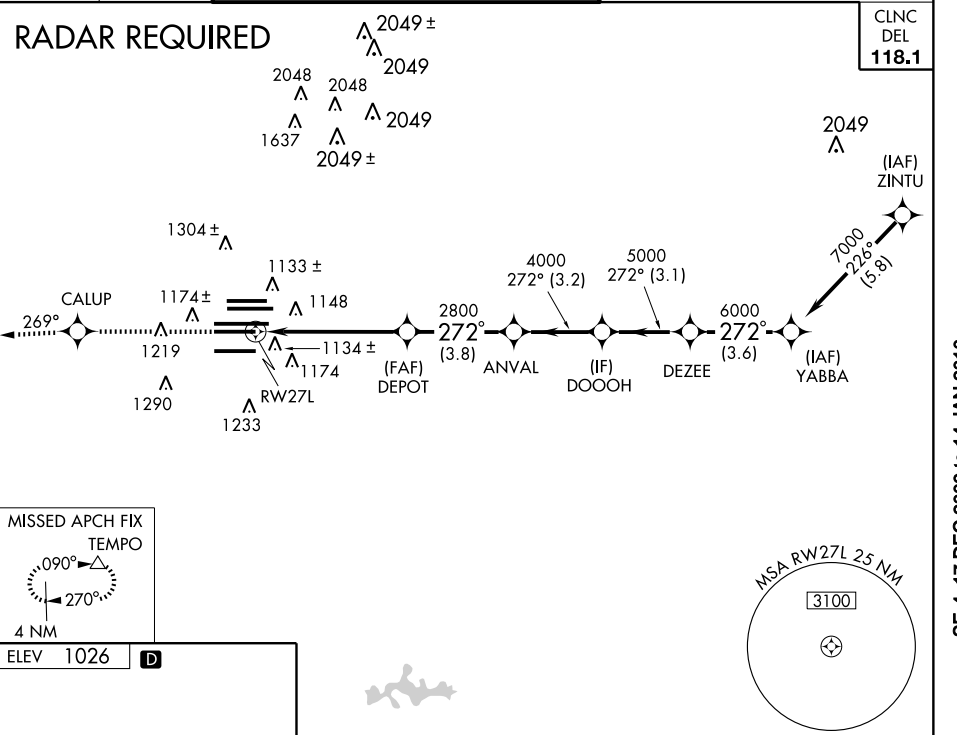 RADAR REQUIRED
CLNC
DEL
118.1
2049 ±
2049
2048
2048
2049
1637
2049 ±
2049
(IAF)
ZINTU
7000
226°
(5.8)
1304 ±
1133 ±
4000
272° (3.2)
5000
272° (3.1)
CALUP
1174 ±
1148
269°
2800
272°
(3.8)
6000
272°
(3.6)
1219
1134 ±
1174
(FAF)
DEPOT
ANVAL
(IF)
DOOOH
DEZEE
(IAF)
YABBA
1290
RW27L
1233
MISSED APCH FIX
TEMPO
090°
270°
4 NM
ELEV 1026 D
MSA RW27L 25 NM
3100